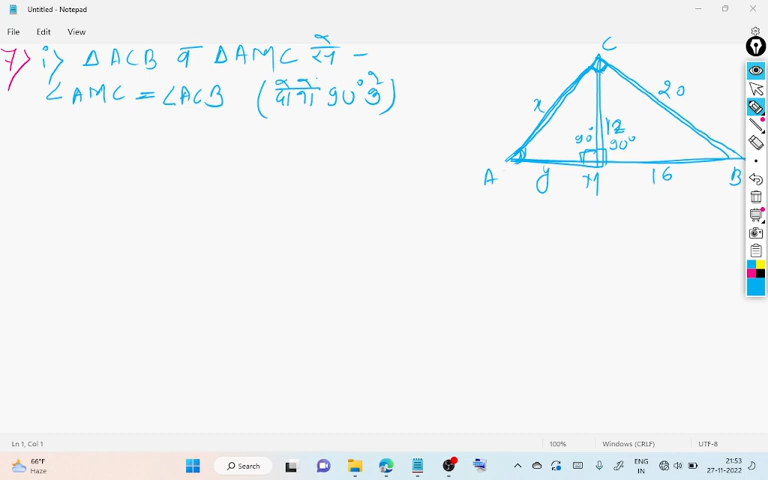 Untitled - Notepad
File Edit View
7) i) Δ ACB व Δ AMC
∠AMC = ∠ACB ( 90°
C
x
20
12
90° 90°
A y M 16 B
Ln 1, Col 1 100% Windows (CRLF) UTF-8
66°F
Haze
Search
ENG
IN
21:53
27-11-2022